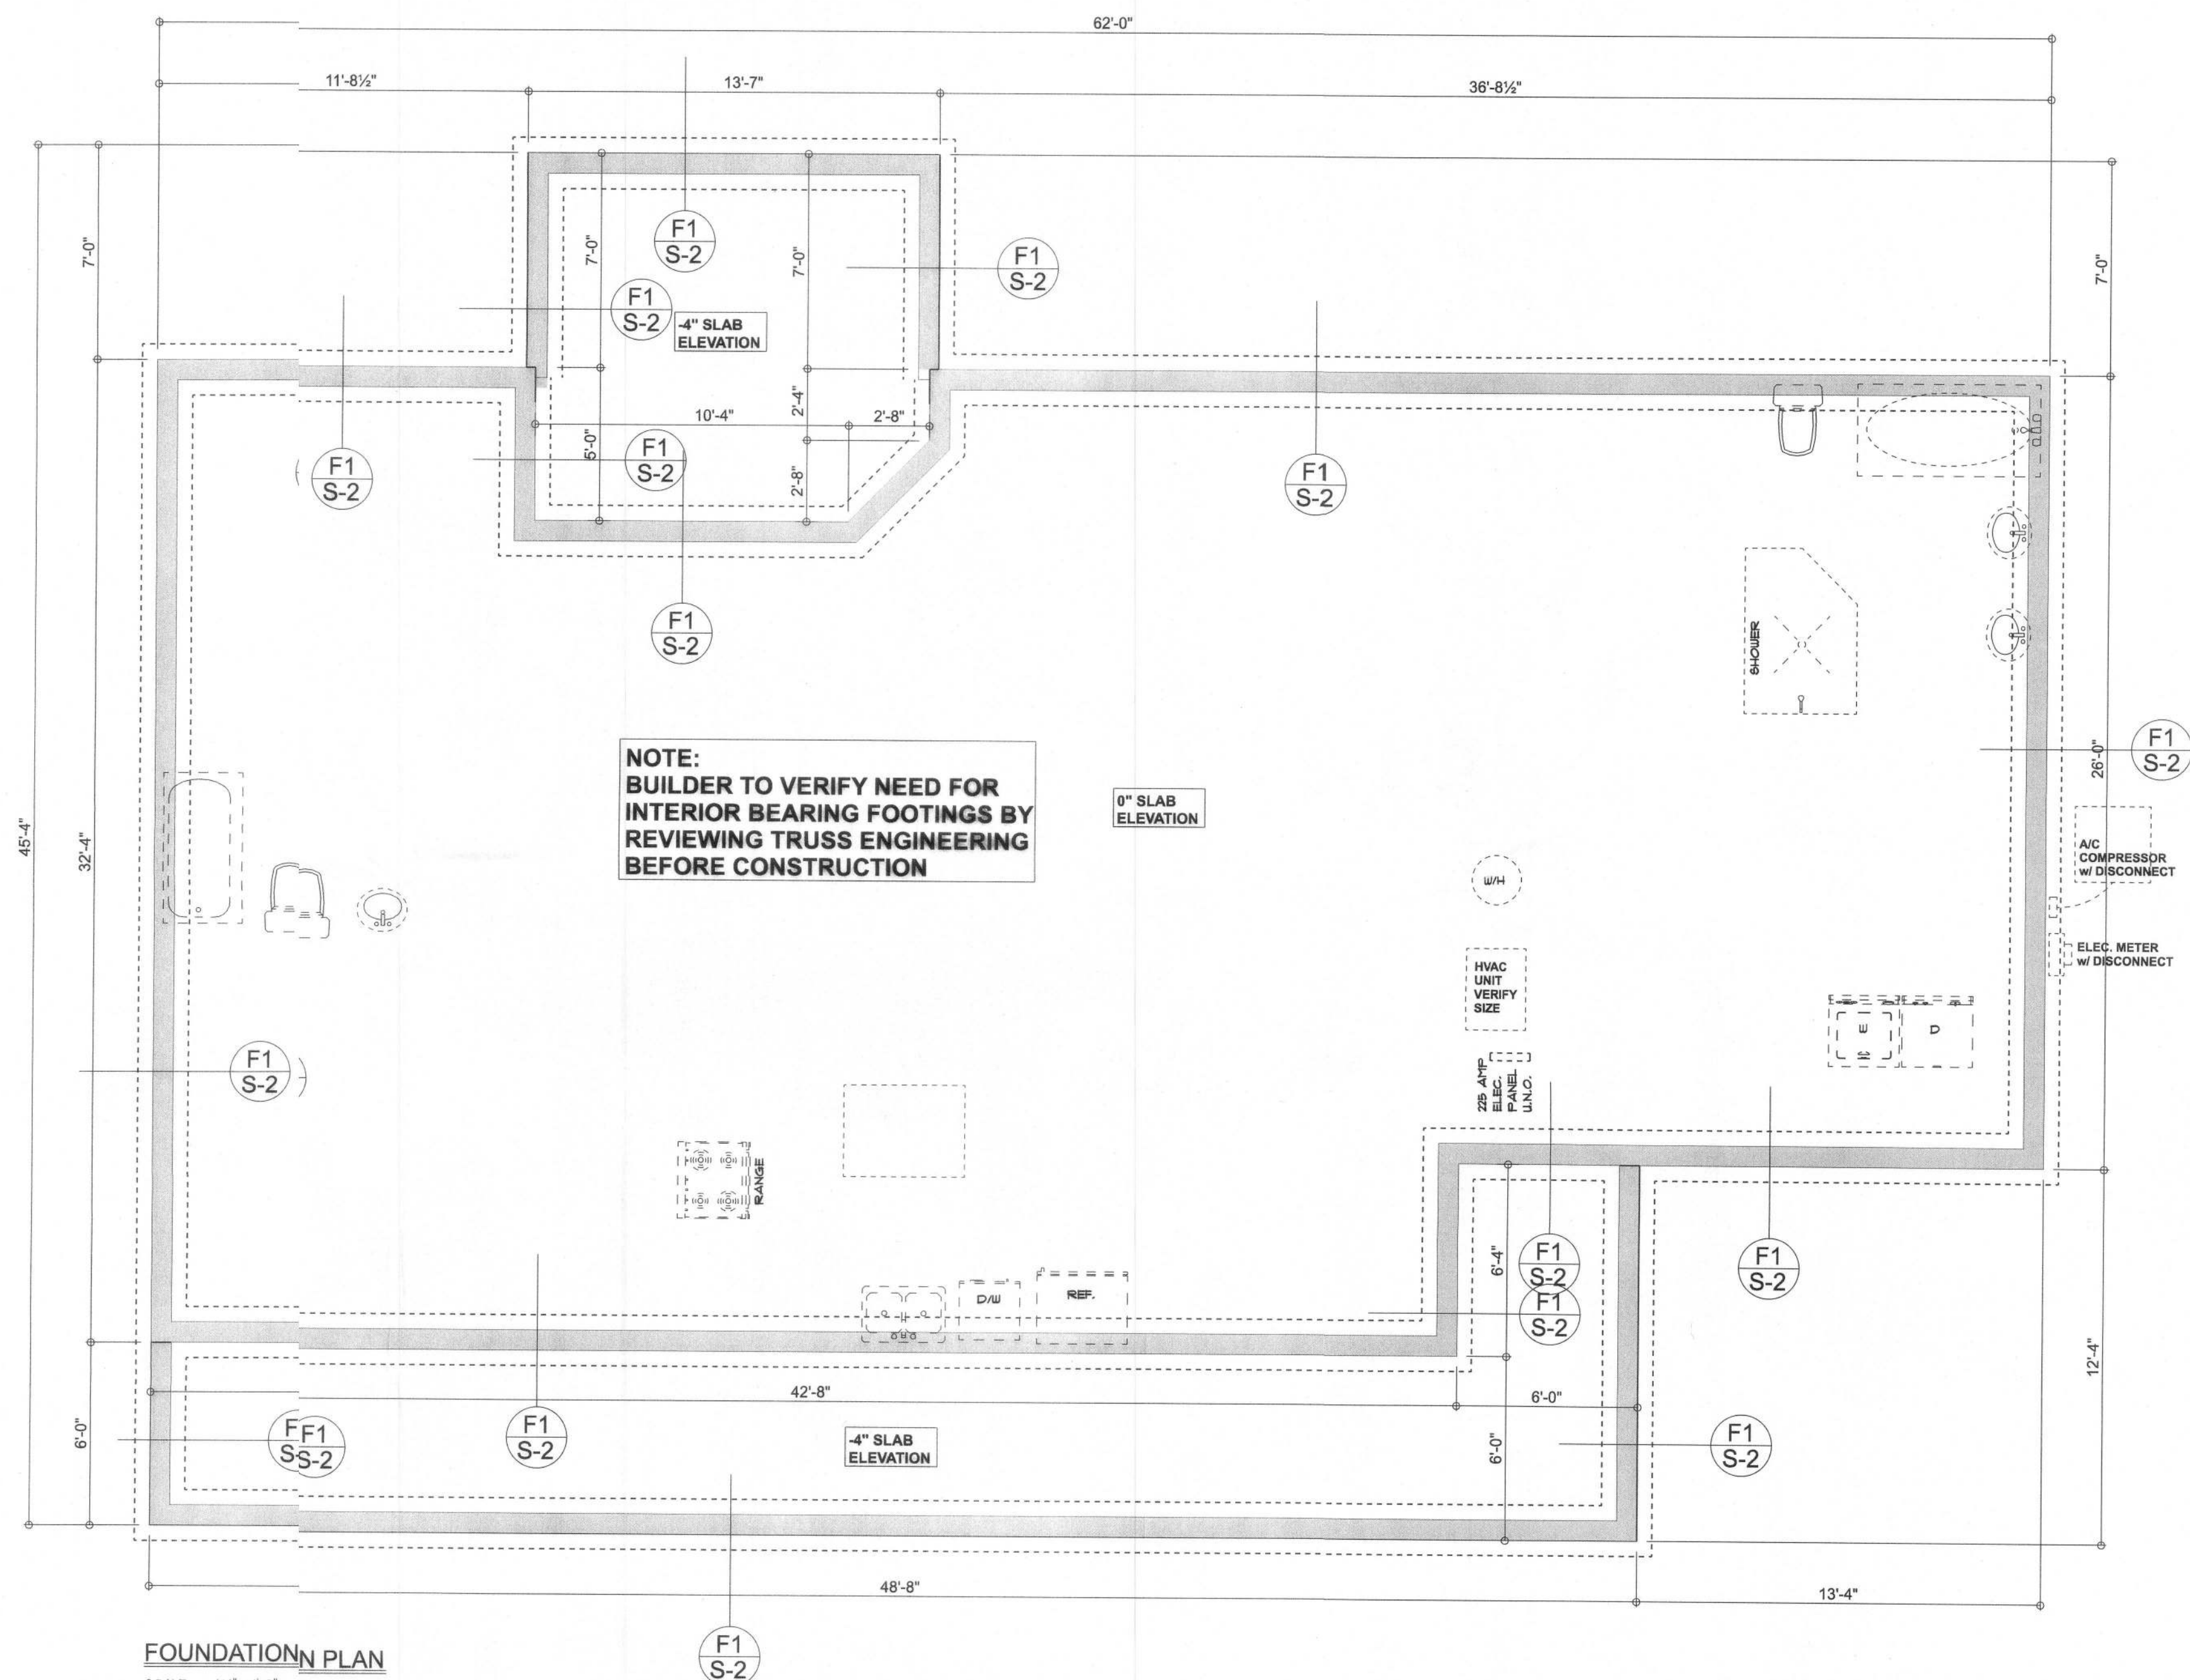 62'-0"
11'-8½"
13'-7"
36'-8½"
7'-0"
7'-0"
7'-0"
7'-0"
F1
S-2
F1
S-2
F1
S-2
-4" SLAB
ELEVATION
10'-4"
2'-4"
2'-8"
5'-0"
2'-8"
F1
S-2
F1
S-2
F1
S-2
F1
S-2
SHOWER
NOTE:
BUILDER TO VERIFY NEED FOR
INTERIOR BEARING FOOTINGS BY
REVIEWING TRUSS ENGINEERING
BEFORE CONSTRUCTION
0" SLAB
ELEVATION
F1
S-2
26'-0"
45'-4"
32'-4"
A/C
COMPRESSOR
w/ DISCONNECT
W/H
ELEC. METER
w/ DISCONNECT
HVAC
UNIT
VERIFY
SIZE
D
225 AMP
ELEC.
PANEL
U.N.O.
F1
S-2
RANGE
D/W
REF.
6'-4"
F1
S-2
F1
S-2
F1
S-2
12'-4"
42'-8"
6'-0"
6'-0"
F
S-
F1
S-2
F1
S-2
-4" SLAB
ELEVATION
6'-0"
F1
S-2
48'-8"
13'-4"
F1
S-2
FOUNDATION
N PLAN